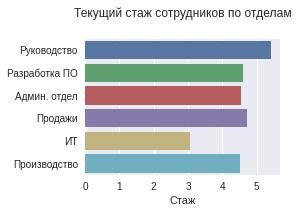 Текущий стаж сотрудников по отделам
Руководство
Разработка ПО
Админ. отдел
Продажи
ИТ
Производство
0 1 2 3 4 5
Стаж